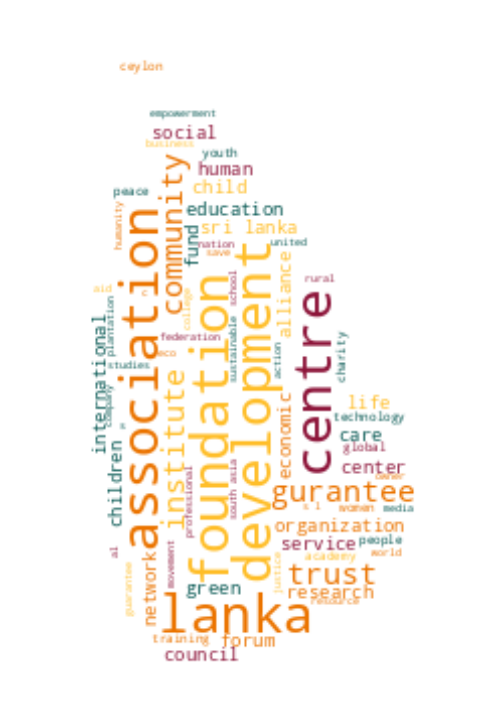 ceylon
empowerment
social
business
youth
human
child
peace
education
humanity
community
association
sri lanka
fund
nation
save
united
development
alliance
foundation
school
rural
centre
aid
c
college
plantation
international
federation
sustainable
action
charity
eco
studies
institute
company
economic
life
technology
care
global
center
owner
children
p
professional
south asia
gurantee
s l
women
media
organization
service
people
world
al
movement
academy
justice
trust
guarantee
network
green
research
resource
lanka
training
forum
council